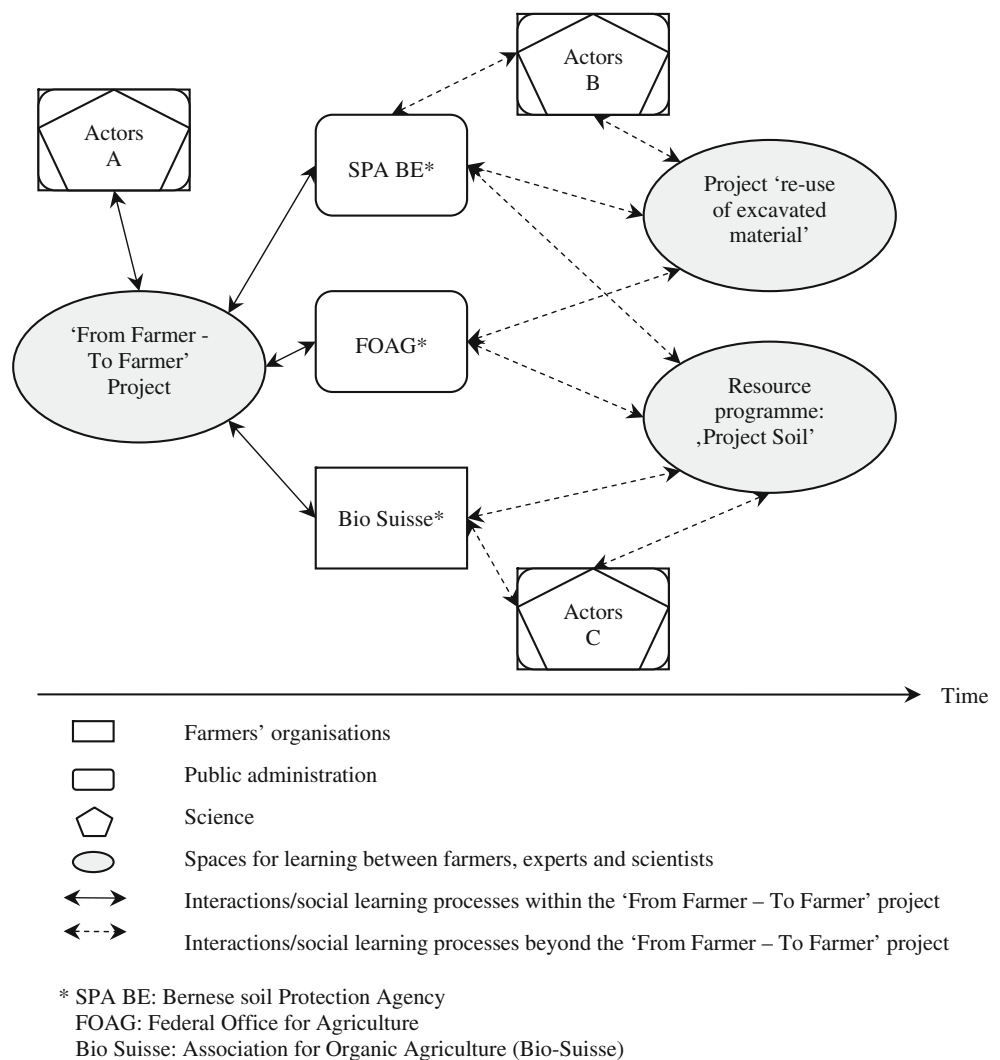 Actors
B
Actors
A
SPA BE*
Project ‘re-use
of excavated
material’
‘From Farmer -
To Farmer’
Project
FOAG*
Resource
programme:
‚Project Soil’
Bio Suisse*
Actors
C
Time
Farmers’ organisations
Public administration
Science
Spaces for learning between farmers, experts and scientists
Interactions/social learning processes within the ‘From Farmer – To Farmer’ project
Interactions/social learning processes beyond the ‘From Farmer – To Farmer’ project
* SPA BE: Bernese soil Protection Agency
FOAG: Federal Office for Agriculture
Bio Suisse: Association for Organic Agriculture (Bio-Suisse)